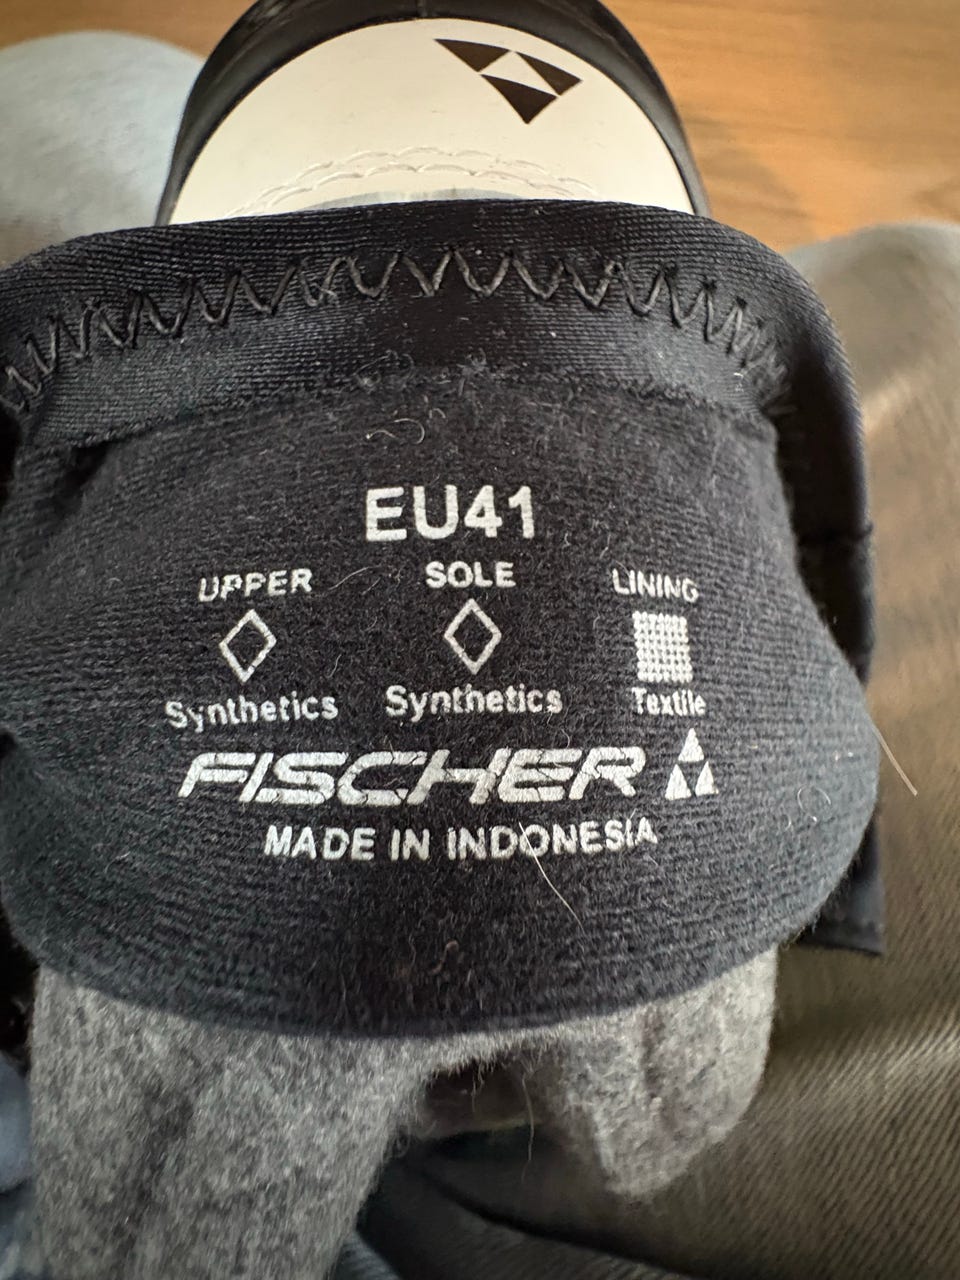 EU41
UPPER SOLE LINING
Synthetics Synthetics Textile
FISCHER
MADE IN INDONESIA